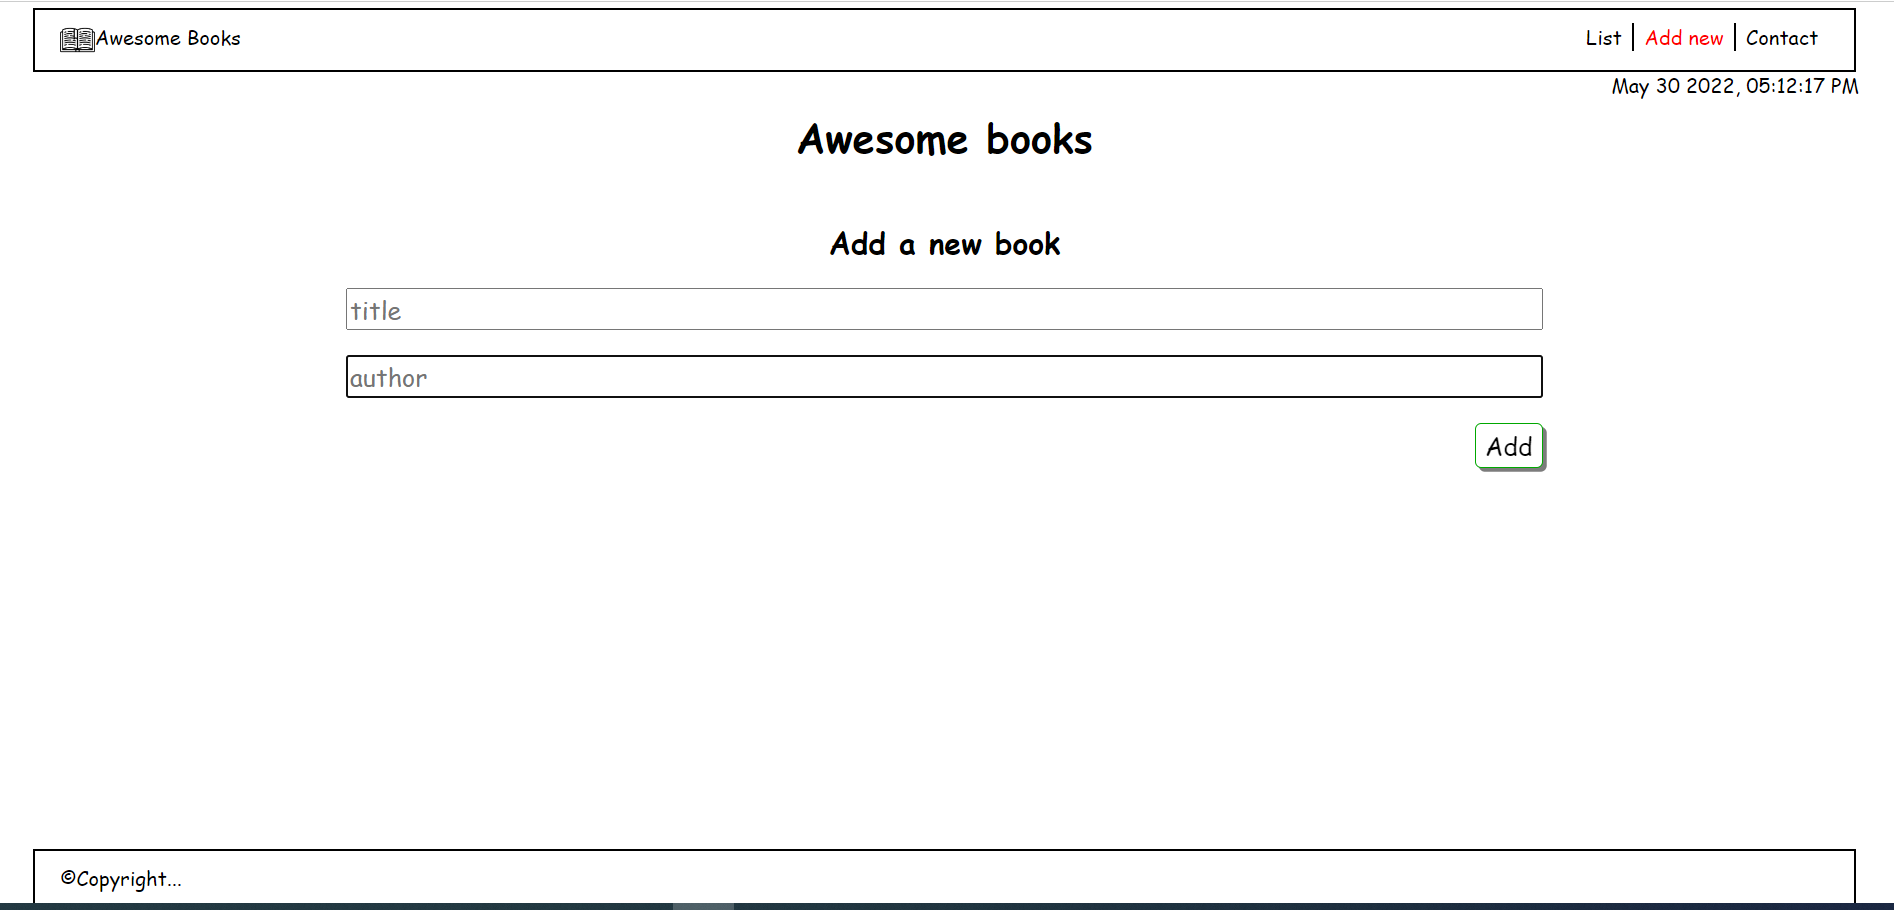 Awesome Books
List Add new Contact
May 30 2022, 05:12:17 PM
Awesome books
Add a new book
title
author
Add
©Copyright...